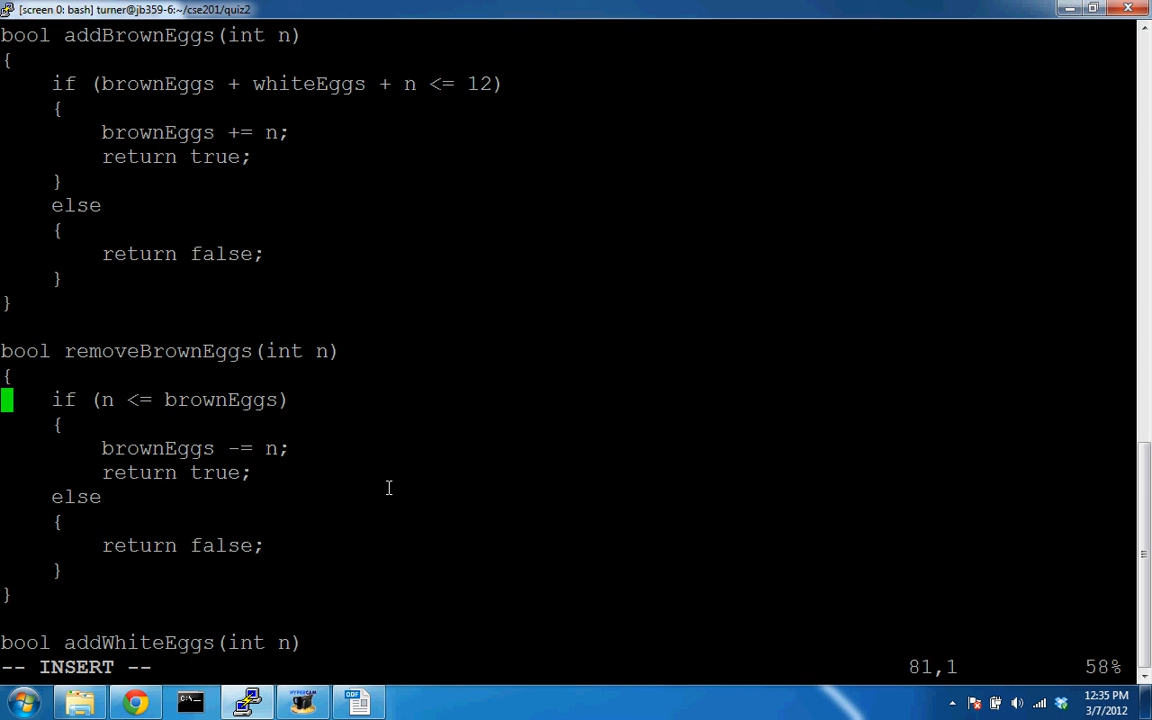 [screen 0: bash] turner@jb359-6:~/cse201/quiz2
bool addBrownEggs(int n)
{
    if (brownEggs + whiteEggs + n <= 12)
    {
        brownEggs += n;
        return true;
    }
    else
    {
        return false;
    }
}

bool removeBrownEggs(int n)
{
    if (n <= brownEggs)
    {
        brownEggs -= n;
        return true;
    else
    {
        return false;
    }
}

bool addWhiteEggs(int n)
-- INSERT -- 81,1 58%
HYPERCAM
ODF
12:35 PM
3/7/2012